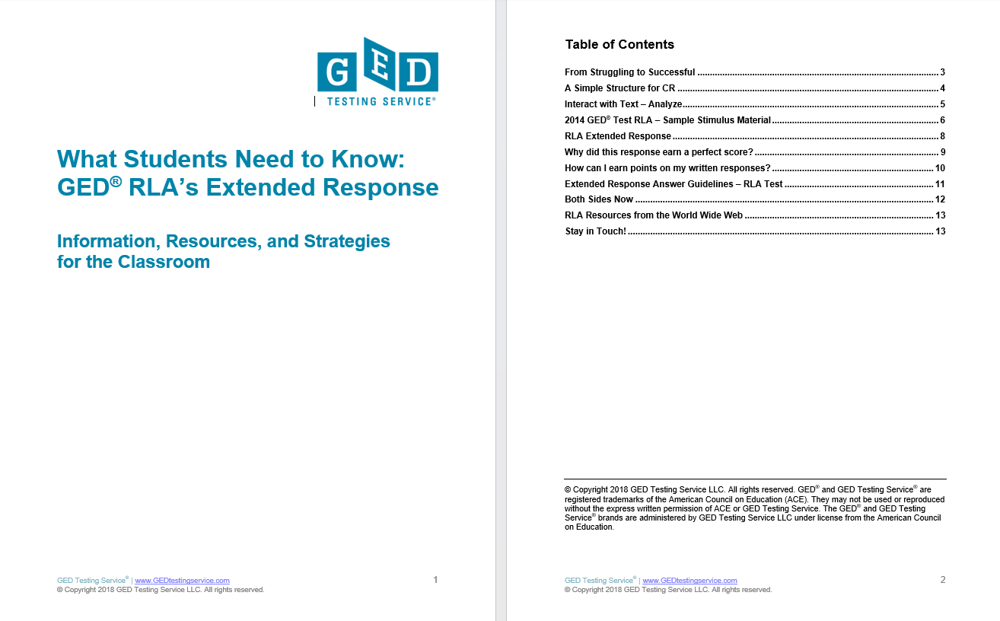 GED
TESTING SERVICE®
What Students Need to Know:
GED® RLA’s Extended Response
Information, Resources, and Strategies
for the Classroom
GED Testing Service® | www.GEDtestingservice.com
© Copyright 2018 GED Testing Service LLC. All rights reserved.
1
Table of Contents
From Struggling to Successful ........ 3
A Simple Structure for CR ........ 4
Interact with Text – Analyze ........ 5
2014 GED® Test RLA – Sample Stimulus Material ........ 6
RLA Extended Response ........ 8
Why did this response earn a perfect score? ........ 9
How can I earn points on my written responses? ........ 10
Extended Response Answer Guidelines – RLA Test ........ 11
Both Sides Now ........ 12
RLA Resources from the World Wide Web ........ 13
Stay in Touch! ........ 13
© Copyright 2018 GED Testing Service LLC. All rights reserved. GED® and GED Testing Service® are
registered trademarks of the American Council on Education (ACE). They may not be used or reproduced
without the express written permission of ACE or GED Testing Service. The GED® and GED Testing
Service® brands are administered by GED Testing Service LLC under license from the American Council
on Education.
GED Testing Service® | www.GEDtestingservice.com
© Copyright 2018 GED Testing Service LLC. All rights reserved.
2